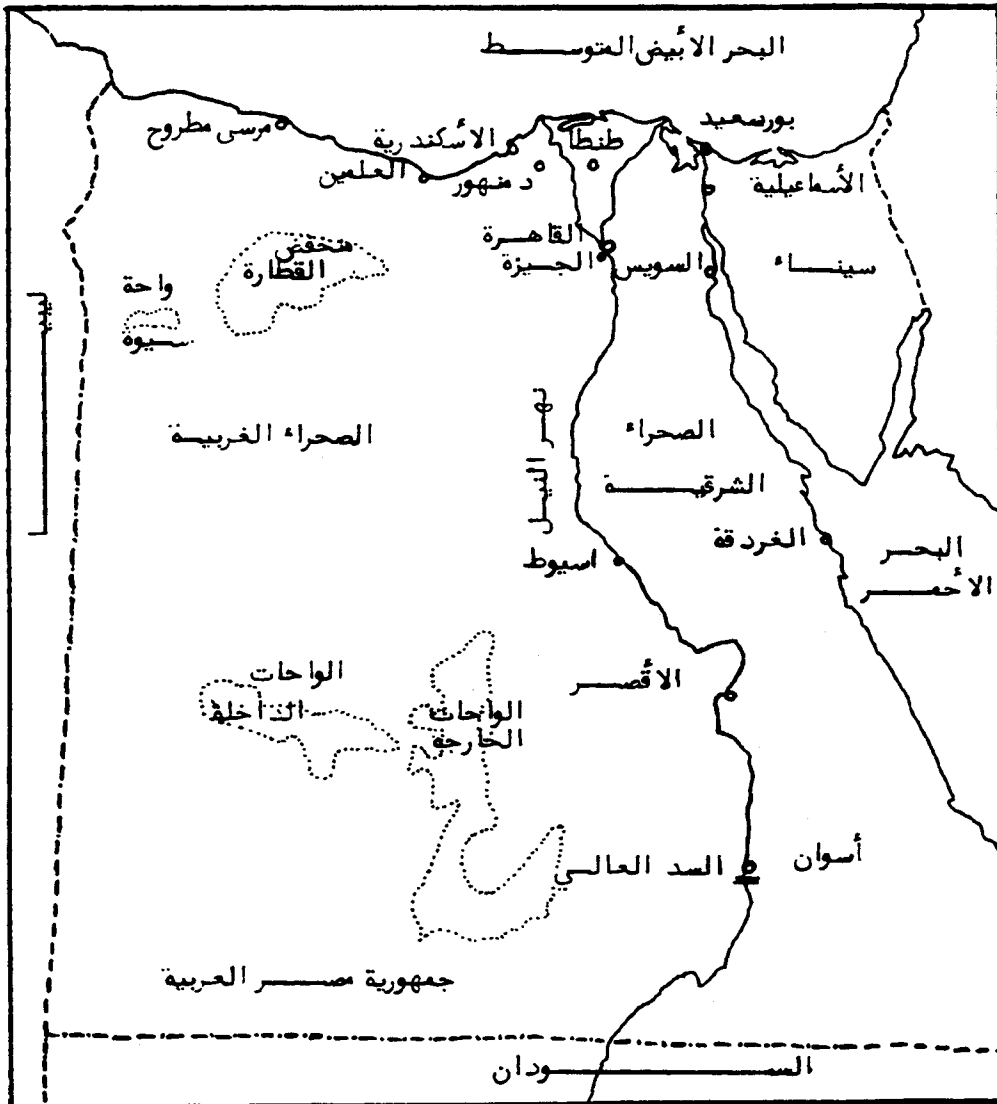 البحر الأبيض المتوسط
بورسعيد
طنطا
الأسكندرية
مرسى مطروح
العلمين
دمنهور
الأسماعيلية
القاهرة
الجيزة
السويس
سيناء
منخفض
القطارة
واحة
سيوة
ليبيا
الصحراء الغربية
نهر النيل
الصحراء
الشرقية
الغردقة
البحر
الأحمر
اسيوط
الأقصر
الواحات
الداخلة
الواحات
الخارجة
السد العالي
أسوان
جمهورية مصر العربية
السودان